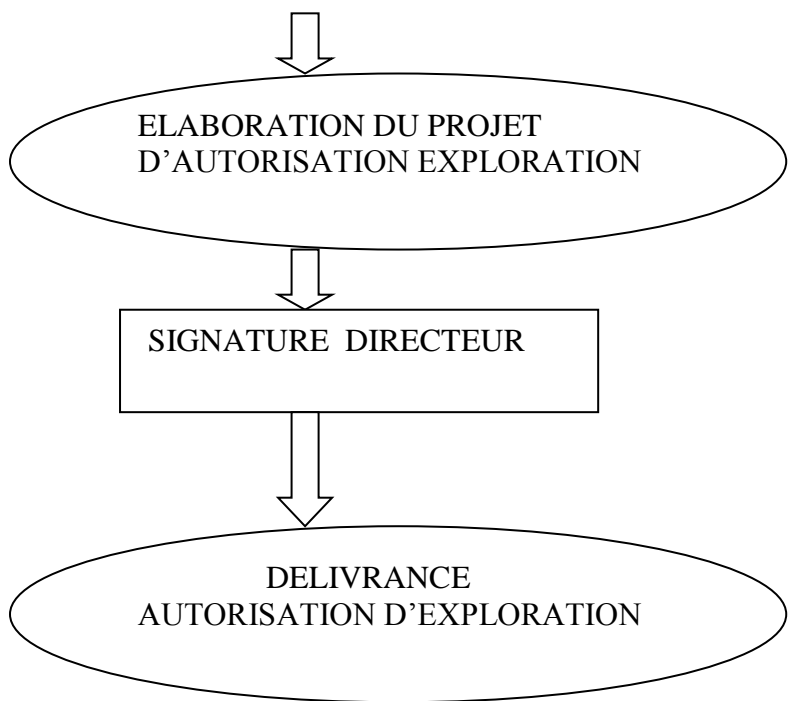 ELABORATION DU PROJET
D’AUTORISATION EXPLORATION
SIGNATURE DIRECTEUR
DELIVRANCE
AUTORISATION D’EXPLORATION